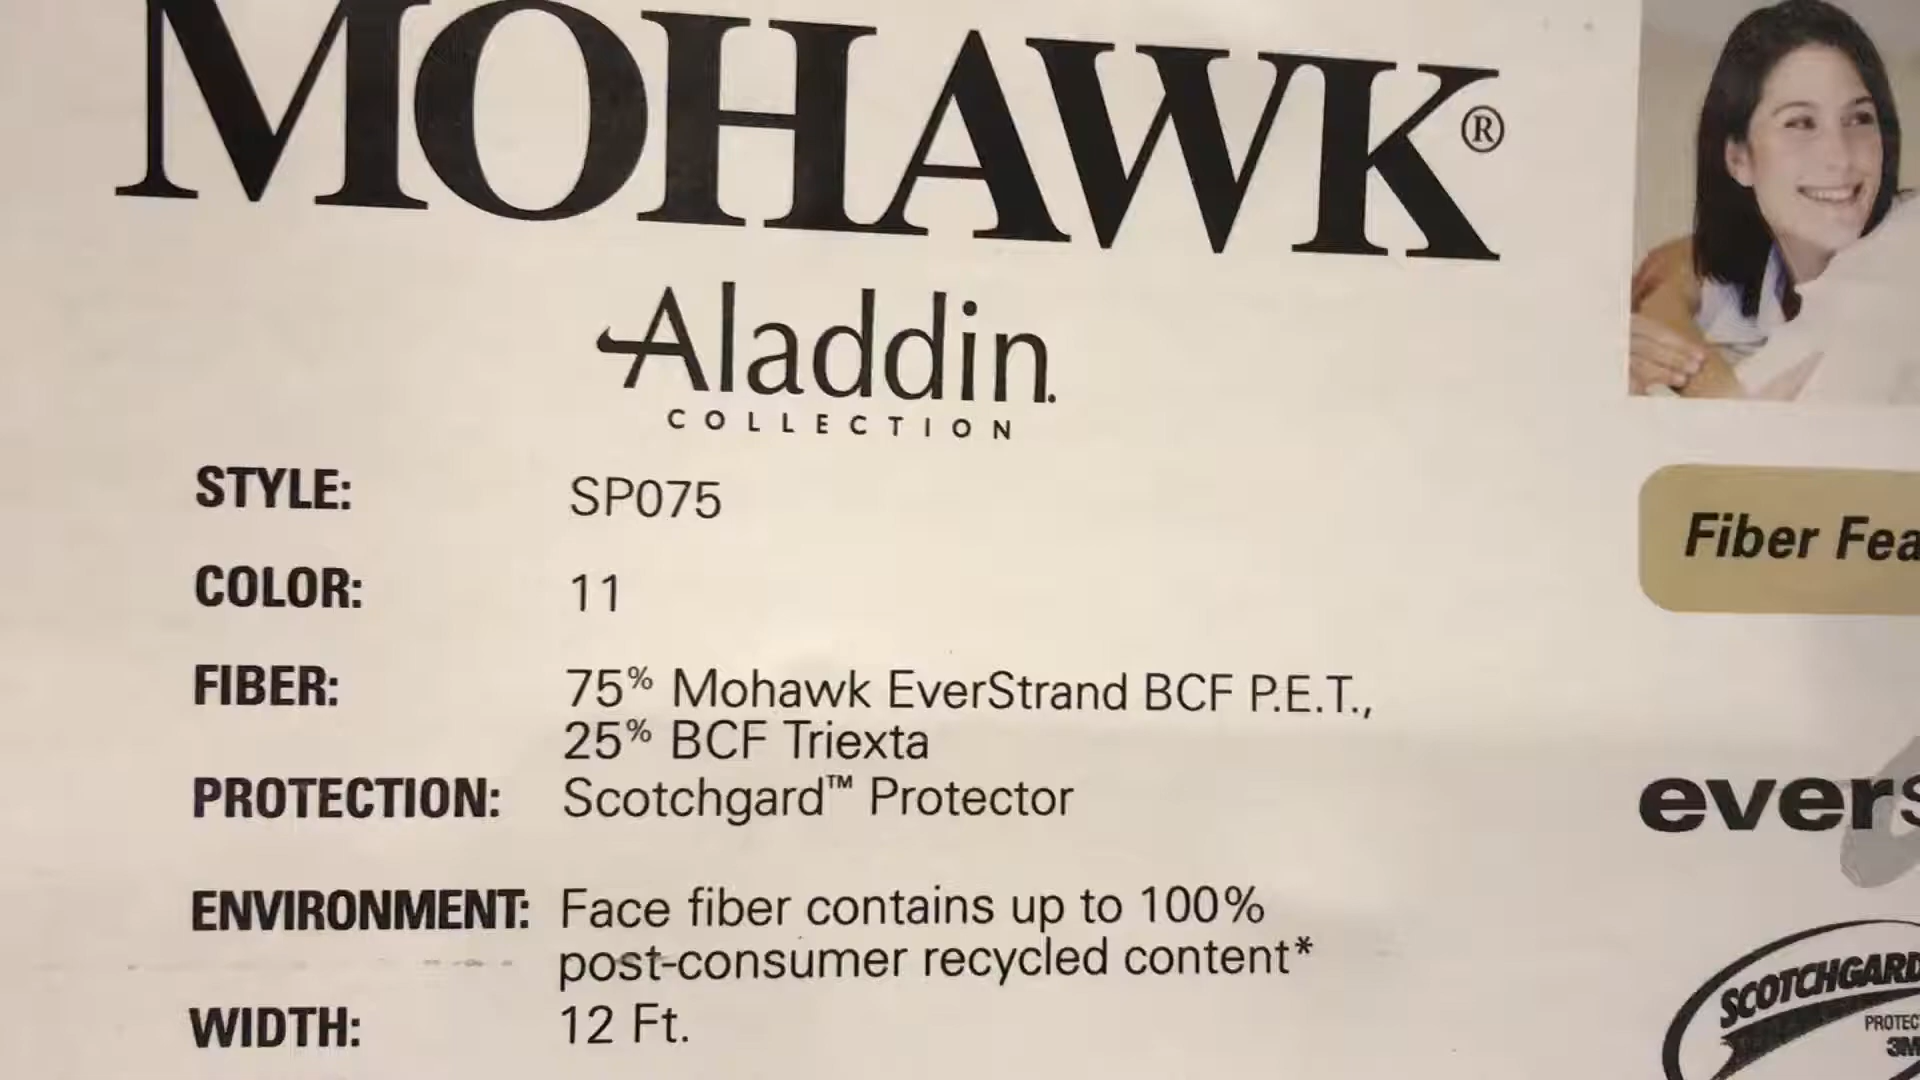 MOHAWK®
Aladdin.
COLLECTION
STYLE: SP075
COLOR: 11
FIBER: 75% Mohawk EverStrand BCF P.E.T.,
25% BCF Triexta
PROTECTION: Scotchgard™ Protector
ENVIRONMENT: Face fiber contains up to 100%
post-consumer recycled content*
WIDTH: 12 Ft.
Fiber Fea
evers
SCOTCHGARD
PROTEC
3M